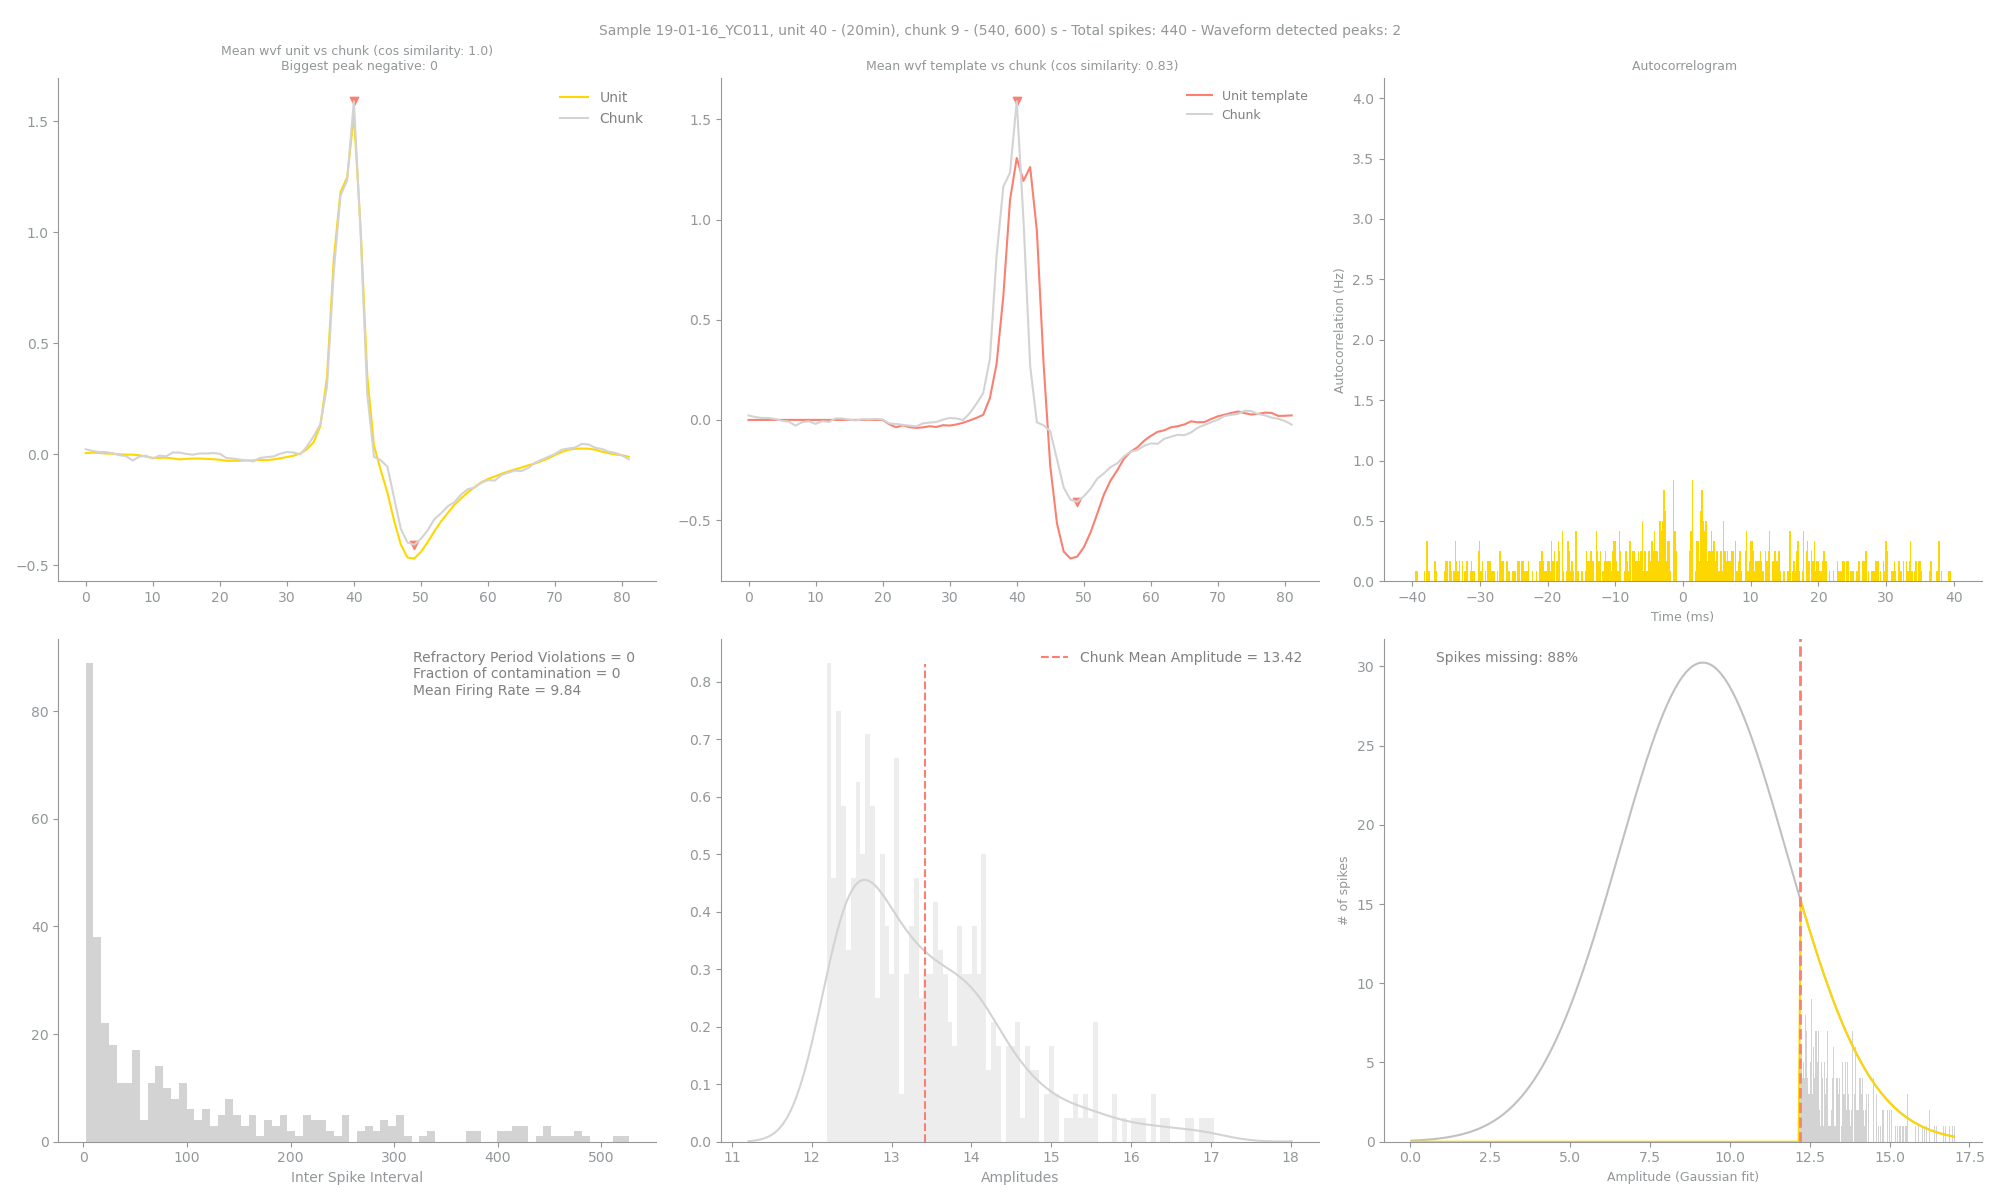 Sample 19-01-16_YC011, unit 40 - (20min), chunk 9 - (540, 600) s - Total spikes: 440 - Waveform detected peaks: 2
Mean wvf unit vs chunk (cos similarity: 1.0)
Biggest peak negative: 0
Unit
Chunk
1.5
1.0
0.5
0.0
−0.5
0 10 20 30 40 50 60 70 80
Mean wvf template vs chunk (cos similarity: 0.83)
Unit template
Chunk
1.5
1.0
0.5
0.0
−0.5
0 10 20 30 40 50 60 70 80
Autocorrelogram
Autocorrelation (Hz)
4.0
3.5
3.0
2.5
2.0
1.5
1.0
0.5
0.0
−40 −30 −20 −10 0 10 20 30 40
Time (ms)
Refractory Period Violations = 0
Fraction of contamination = 0
Mean Firing Rate = 9.84
80
60
40
20
0
0 100 200 300 400 500
Inter Spike Interval
Chunk Mean Amplitude = 13.42
0.8
0.7
0.6
0.5
0.4
0.3
0.2
0.1
0.0
11 12 13 14 15 16 17 18
Amplitudes
Spikes missing: 88%
# of spikes
30
25
20
15
10
5
0
0.0 2.5 5.0 7.5 10.0 12.5 15.0 17.5
Amplitude (Gaussian fit)